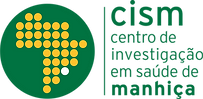 cism
centro de
investigação
em saúde de
manhiça